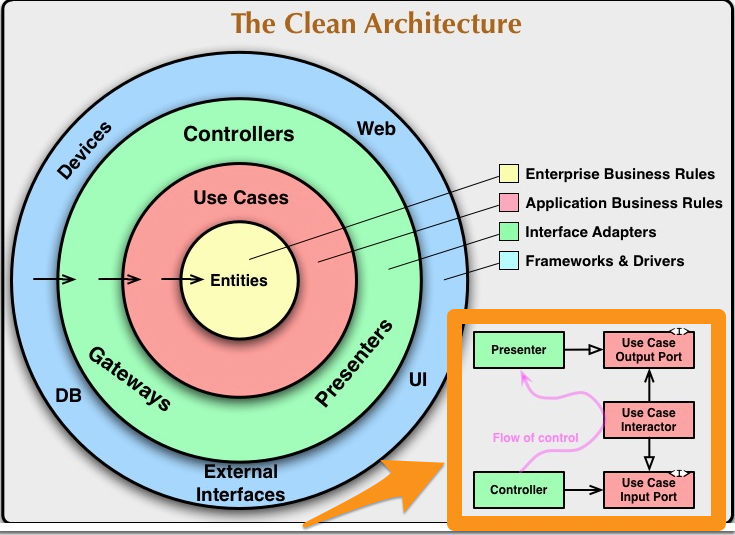 The Clean Architecture
Devices
Web
Controllers
Use Cases
Entities
Gateways
Presenters
DB
UI
External
Interfaces
Enterprise Business Rules
Application Business Rules
Interface Adapters
Frameworks & Drivers
Presenter
<I>
Use Case
Output Port
Use Case
Interactor
Flow of control
Controller
<I>
Use Case
Input Port